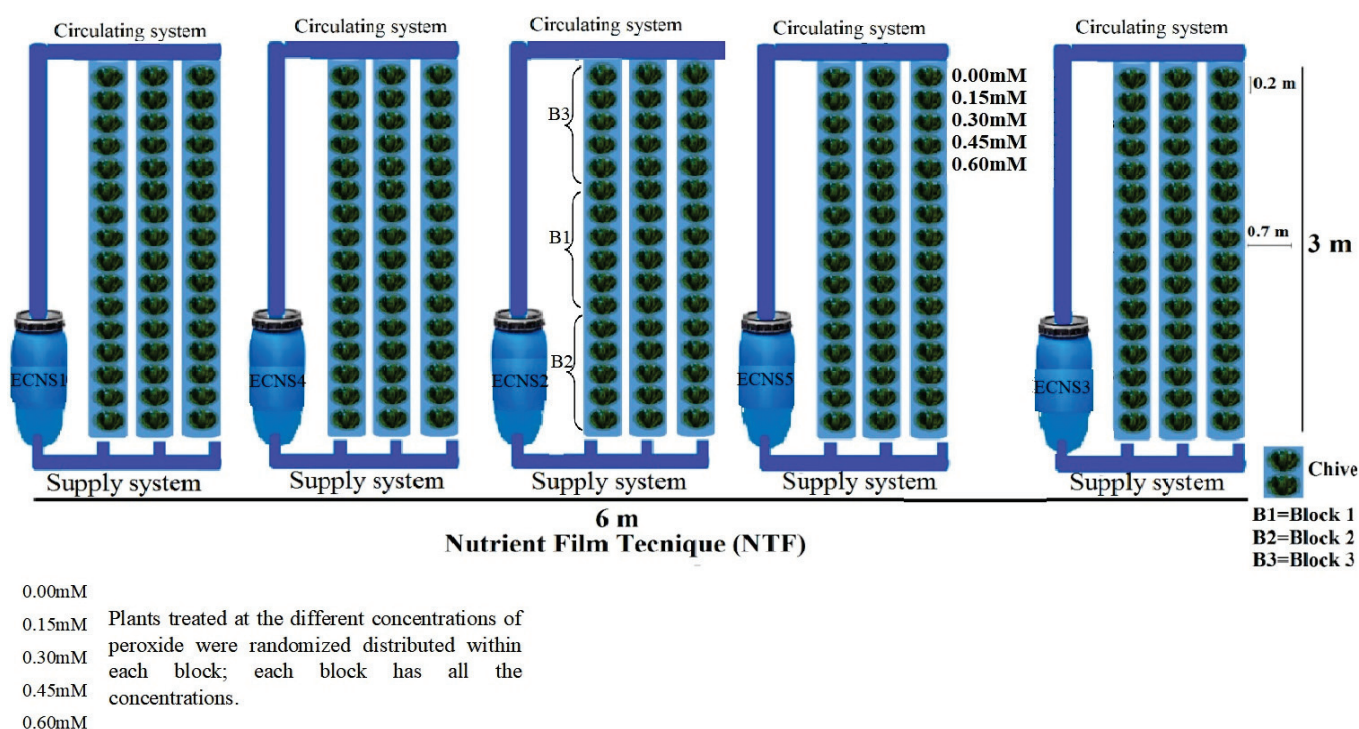 Circulating system
Circulating system
Circulating system
Circulating system
Circulating system
0.00mM
0.15mM
0.30mM
0.45mM
0.60mM
0.2 m
0.7 m
3 m
B3
B1
B2
ECNS1
ECNS4
ECNS2
ECNS5
ECNS3
Supply system
Supply system
Supply system
Supply system
Supply system
Chive
B1=Block 1
B2=Block 2
B3=Block 3
6 m
Nutrient Film Tecnique (NTF)
0.00mM
0.15mM
0.30mM
0.45mM
0.60mM
Plants treated at the different concentrations of
peroxide were randomized distributed within
each block; each block has all the
concentrations.